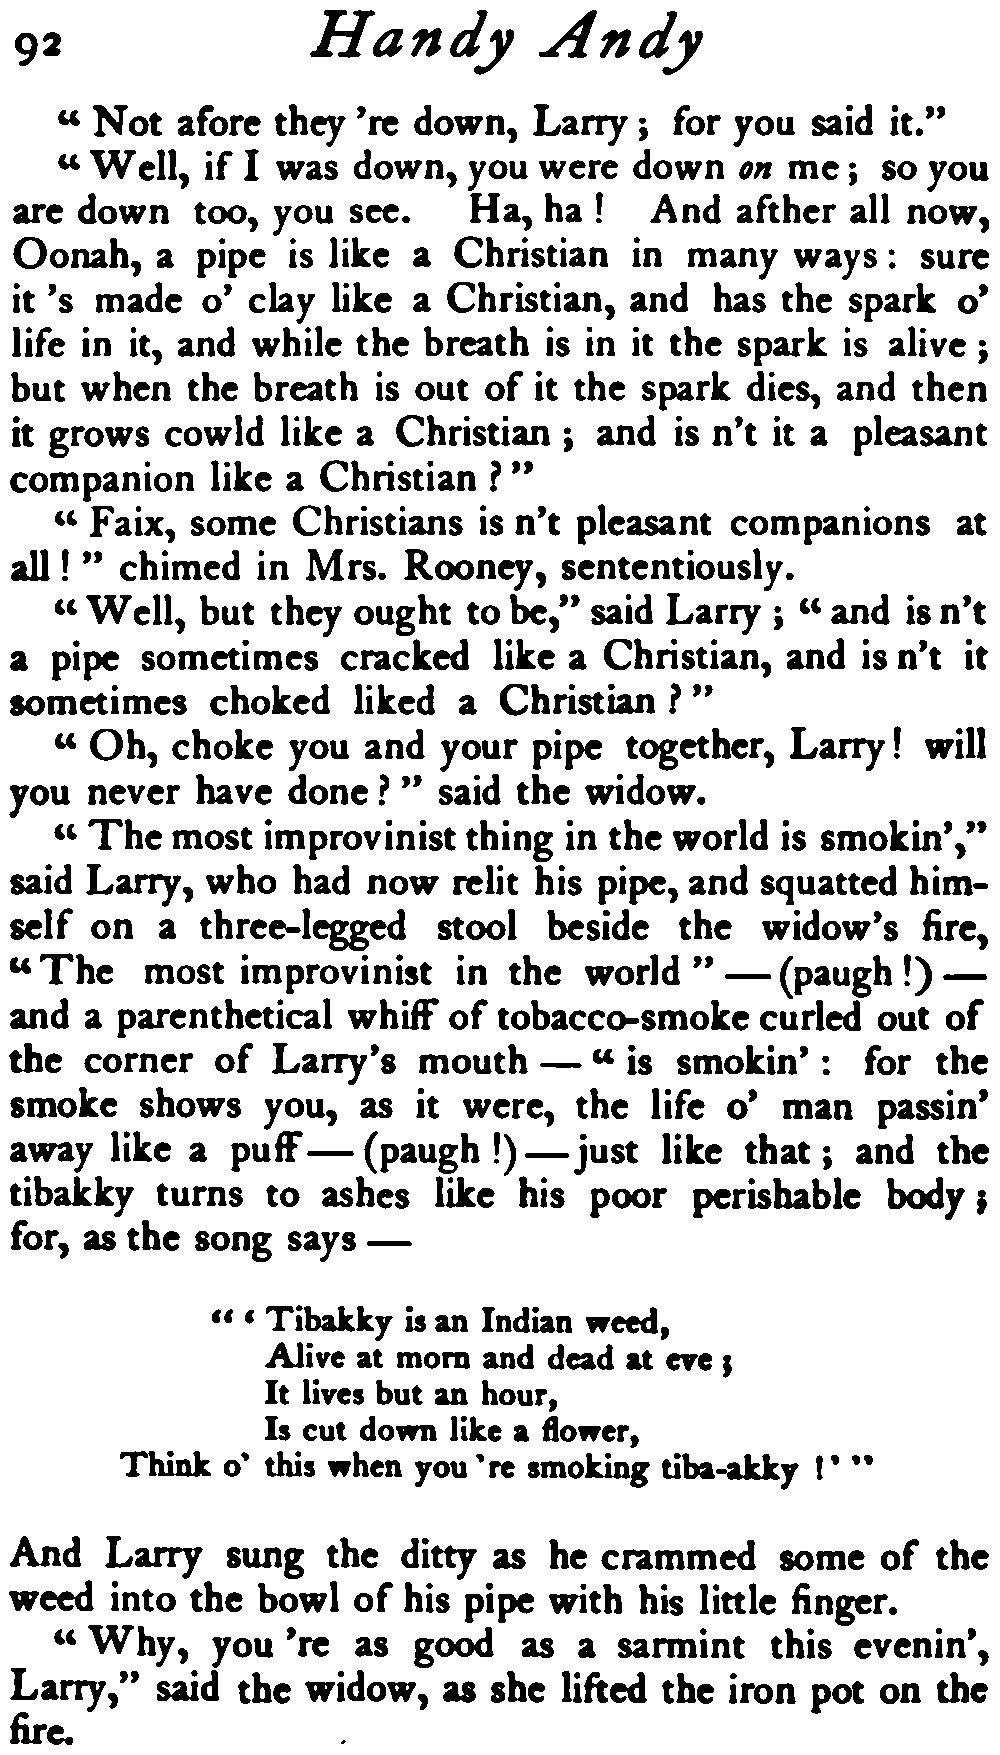 92 Handy Andy
“ Not afore they ’re down, Larry ; for you said it.”
“ Well, if I was down, you were down on me ; so you
are down too, you see. Ha, ha ! And afther all now,
Oonah, a pipe is like a Christian in many ways : sure
it ’s made o’ clay like a Christian, and has the spark o’
life in it, and while the breath is in it the spark is alive ;
but when the breath is out of it the spark dies, and then
it grows cowld like a Christian ; and is n’t it a pleasant
companion like a Christian ? ”
“ Faix, some Christians is n’t pleasant companions at
all ! ” chimed in Mrs. Rooney, sententiously.
“ Well, but they ought to be,” said Larry ; “ and is n’t
a pipe sometimes cracked like a Christian, and is n’t it
sometimes choked liked a Christian ? ”
“ Oh, choke you and your pipe together, Larry ! will
you never have done ? ” said the widow.
“ The most improvinist thing in the world is smokin’,”
said Larry, who had now relit his pipe, and squatted him-
self on a three-legged stool beside the widow’s fire,
“ The most improvinist in the world ” — (paugh !) —
and a parenthetical whiff of tobacco-smoke curled out of
the corner of Larry’s mouth — “ is smokin’ : for the
smoke shows you, as it were, the life o’ man passin’
away like a puff — (paugh !) — just like that ; and the
tibakky turns to ashes like his poor perishable body ;
for, as the song says —
“ ‘ Tibakky is an Indian weed,
Alive at morn and dead at eve ;
It lives but an hour,
Is cut down like a flower,
Think o’ this when you ’re smoking tiba-akky ! ’ ”
And Larry sung the ditty as he crammed some of the
weed into the bowl of his pipe with his little finger.
“ Why, you ’re as good as a sarmint this evenin’,
Larry,” said the widow, as she lifted the iron pot on the
fire.